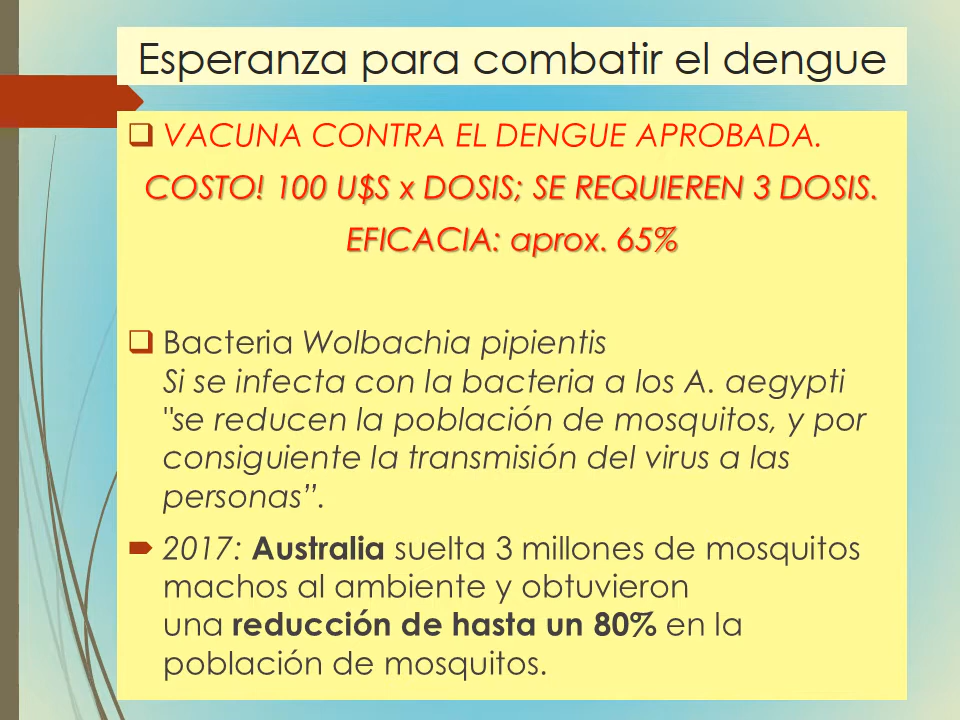 Esperanza para combatir el dengue
VACUNA CONTRA EL DENGUE APROBADA.
COSTO! 100 U$S x DOSIS; SE REQUIEREN 3 DOSIS.
EFICACIA: aprox. 65%
Bacteria Wolbachia pipientis
Si se infecta con la bacteria a los A. aegypti
"se reducen la población de mosquitos, y por
consiguiente la transmisión del virus a las
personas”.
2017: Australia suelta 3 millones de mosquitos
machos al ambiente y obtuvieron
una reducción de hasta un 80% en la
población de mosquitos.